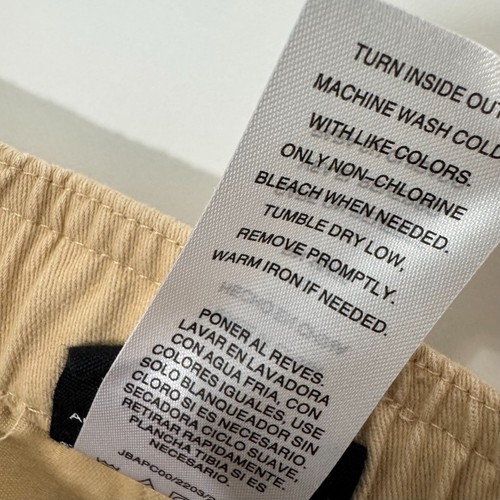 TURN INSIDE OUT
MACHINE WASH COLD
WITH LIKE COLORS.
ONLY NON-CHLORINE
BLEACH WHEN NEEDED.
TUMBLE DRY LOW,
REMOVE PROMPTLY.
WARM IRON IF NEEDED.
PONER AL REVES.
LAVAR EN LAVADORA
CON AGUA FRIA, CON
COLORES IGUALES, USE
SOLO BLANQUEADOR SIN
CLORO SI ES NECESARIO.
SECADORA CICLO SUAVE,
RETIRAR RAPIDAMENTE.
PLANCHA TIBIA SI ES
NECESARIO.